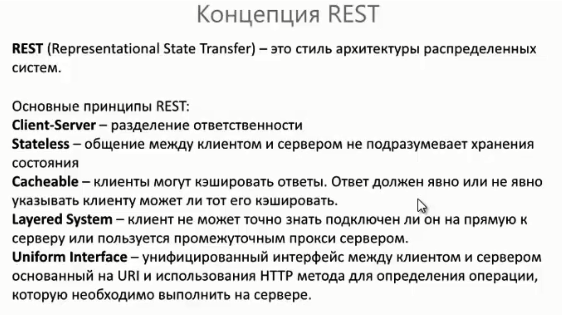 Концепция REST
REST (Representational State Transfer) – это стиль архитектуры распределенных
систем.
Основные принципы REST:
Client-Server – разделение ответственности
Stateless – общение между клиентом и сервером не подразумевает хранения
состояния
Cacheable – клиенты могут кэшировать ответы. Ответ должен явно или не явно
указывать клиенту может ли тот его кэшировать.
Layered System – клиент не может точно знать подключен ли он на прямую к
серверу или пользуется промежуточным прокси сервером.
Uniform Interface – унифицированный интерфейс между клиентом и сервером
основанный на URI и использования HTTP метода для определения операции,
которую необходимо выполнить на сервере.